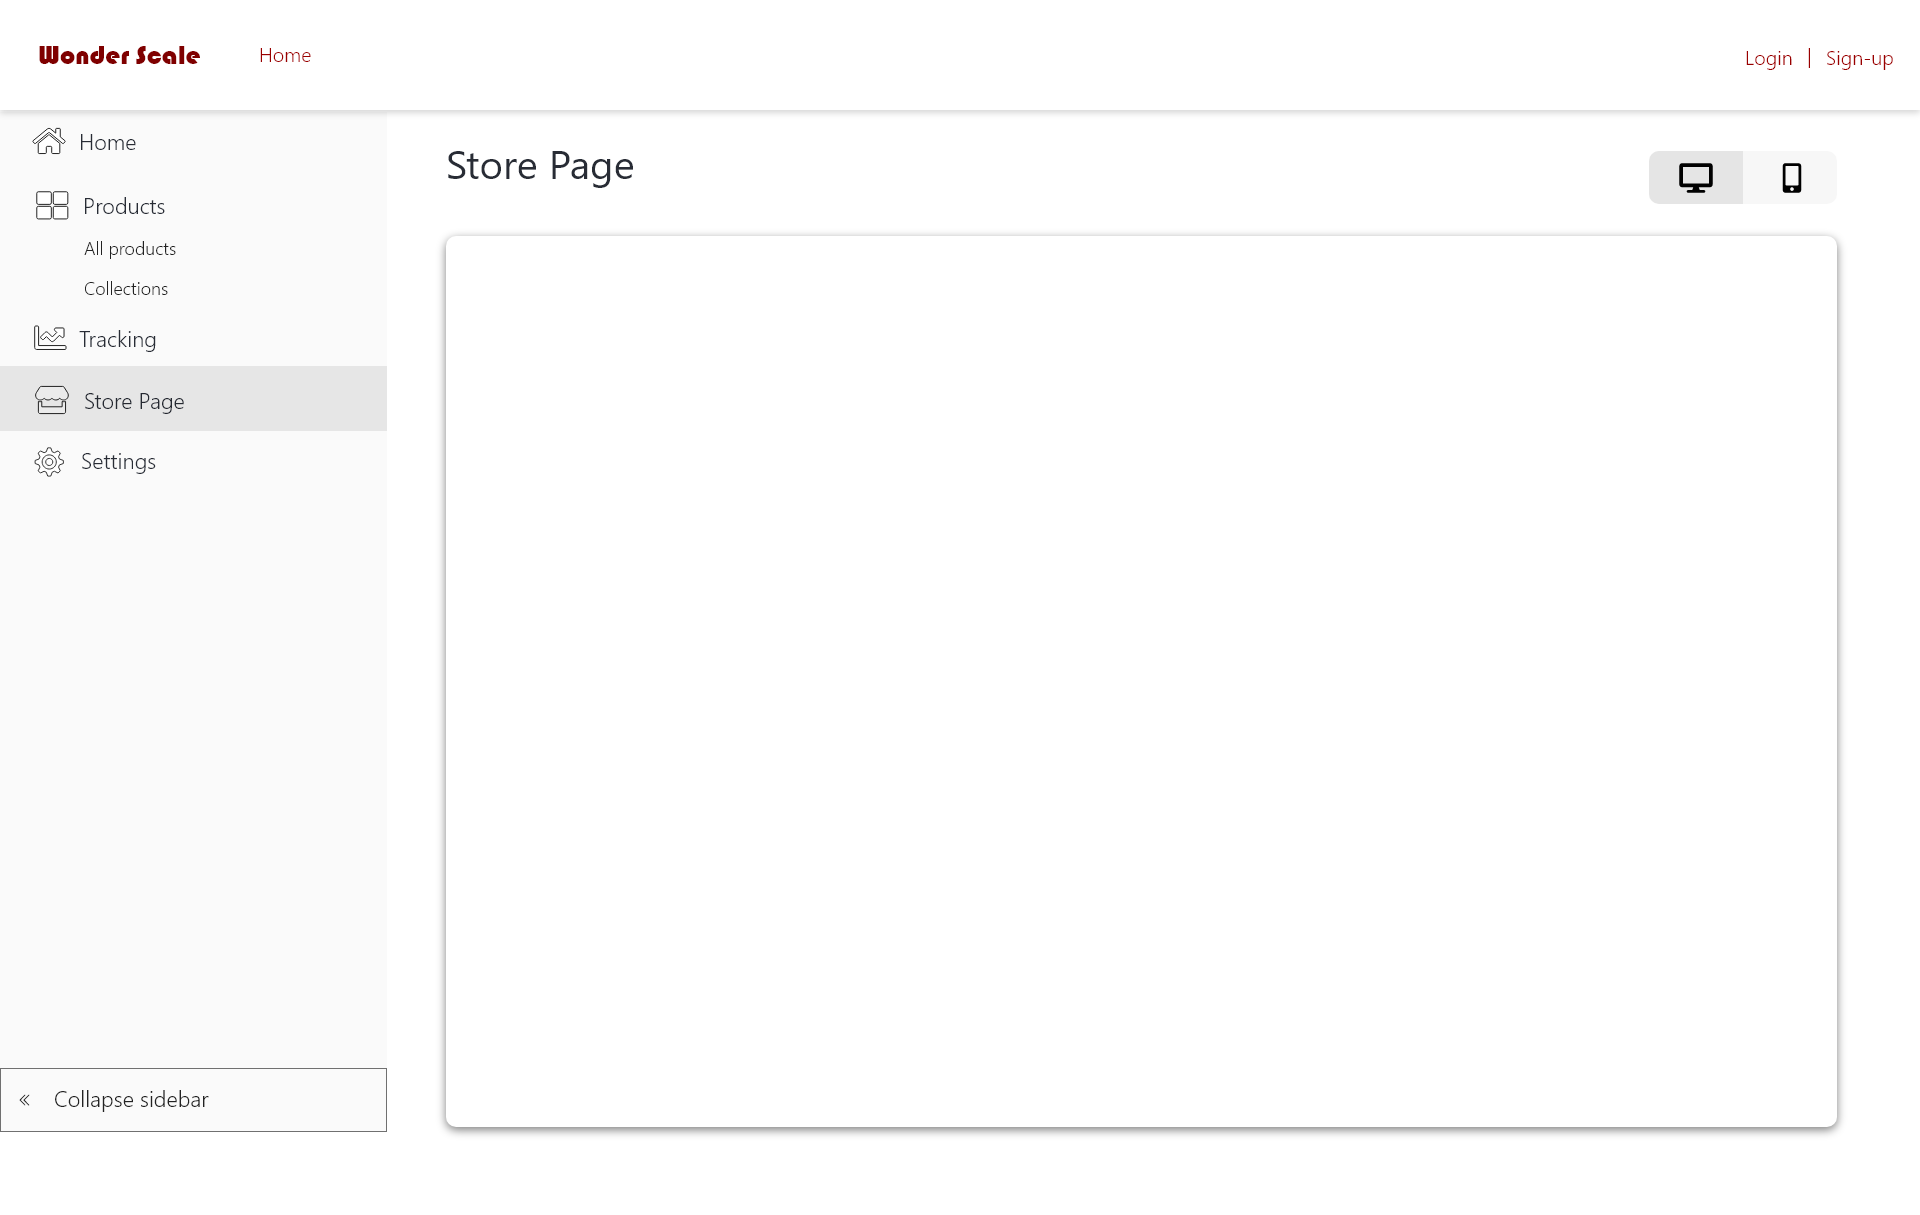 Wonder Scale
Home
Login | Sign-up
Home
Products
All products
Collections
Tracking
Store Page
Settings
« Collapse sidebar
Store Page